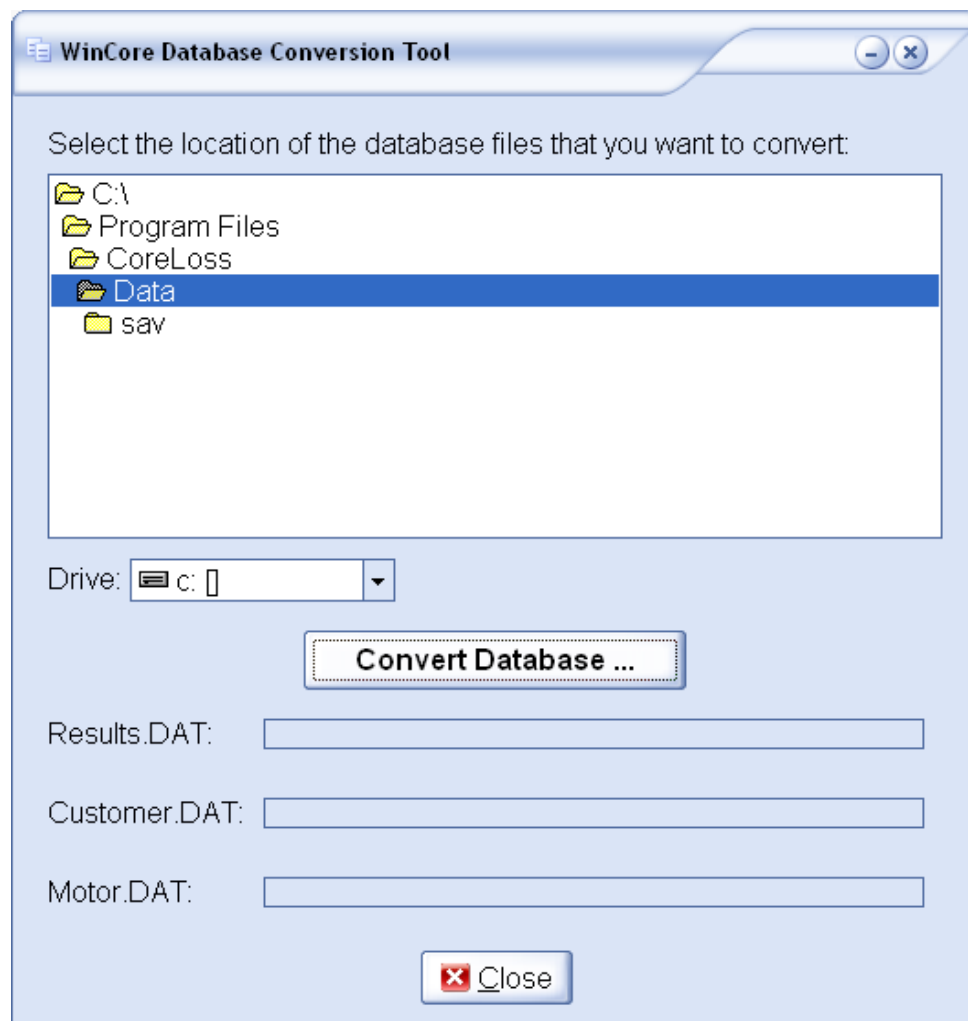 WinCore Database Conversion Tool
Select the location of the database files that you want to convert:
C:\
Program Files
CoreLoss
Data
sav
Drive: c: []
Convert Database ...
Results.DAT:
Customer.DAT:
Motor.DAT:
Close